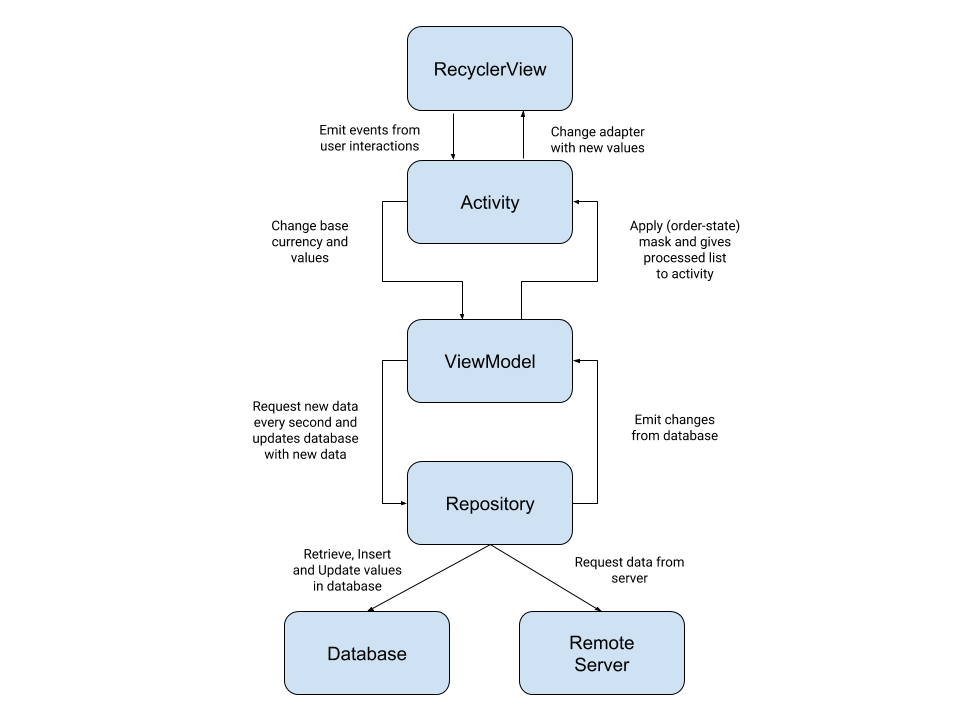 RecyclerView
Emit events from
user interactions
Change adapter
with new values
Activity
Change base
currency and
values
Apply (order-state)
mask and gives
processed list
to activity
ViewModel
Request new data
every second and
updates database
with new data
Emit changes
from database
Repository
Retrieve, Insert
and Update values
in database
Request data from
server
Database
Remote
Server